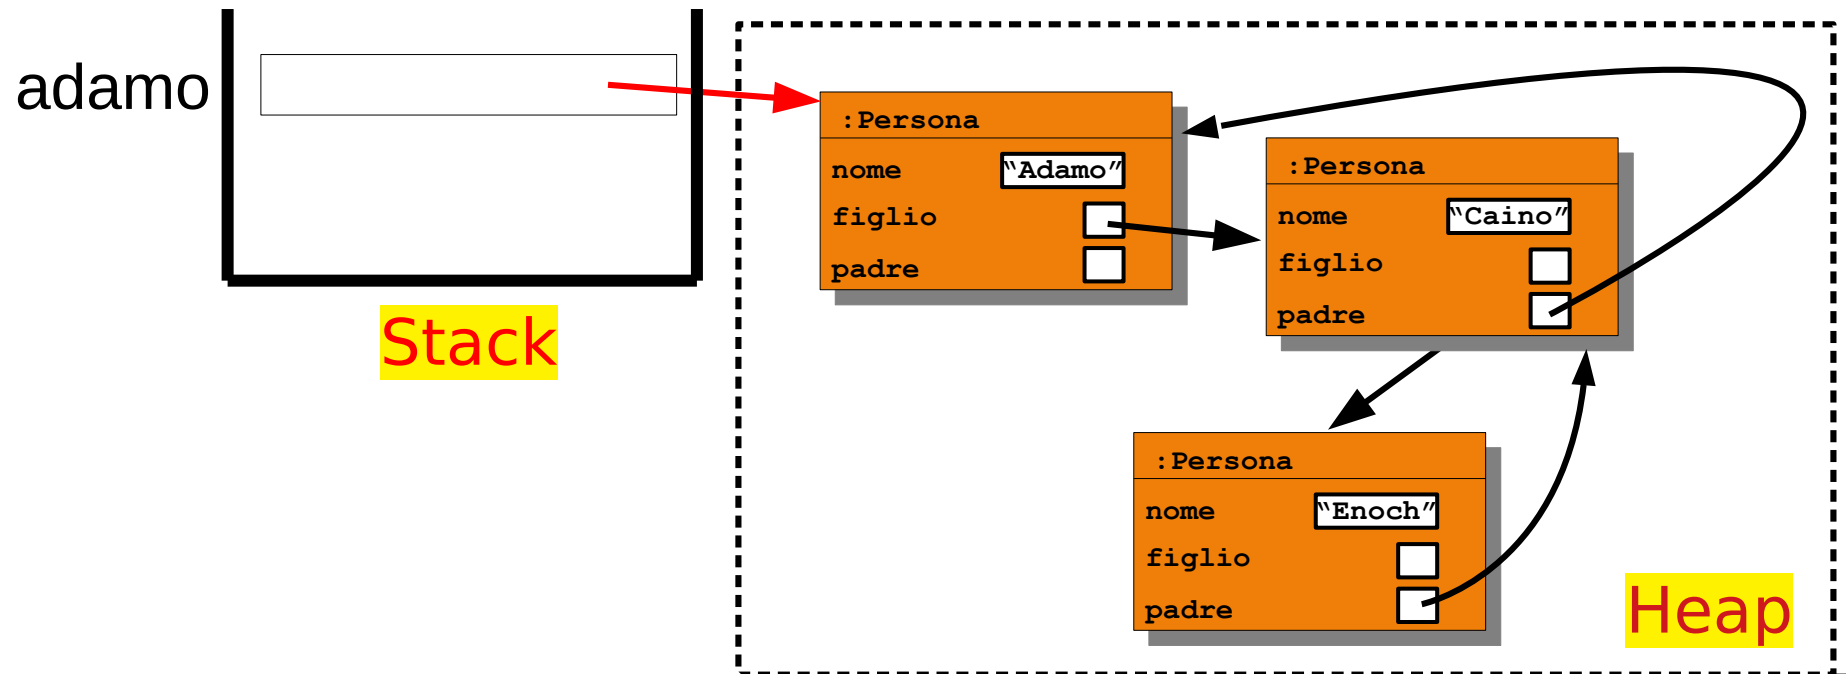 adamo
Stack
:Persona
nome “Adamo”
figlio
padre
:Persona
nome “Caino”
figlio
padre
:Persona
nome “Enoch”
figlio
padre
Heap